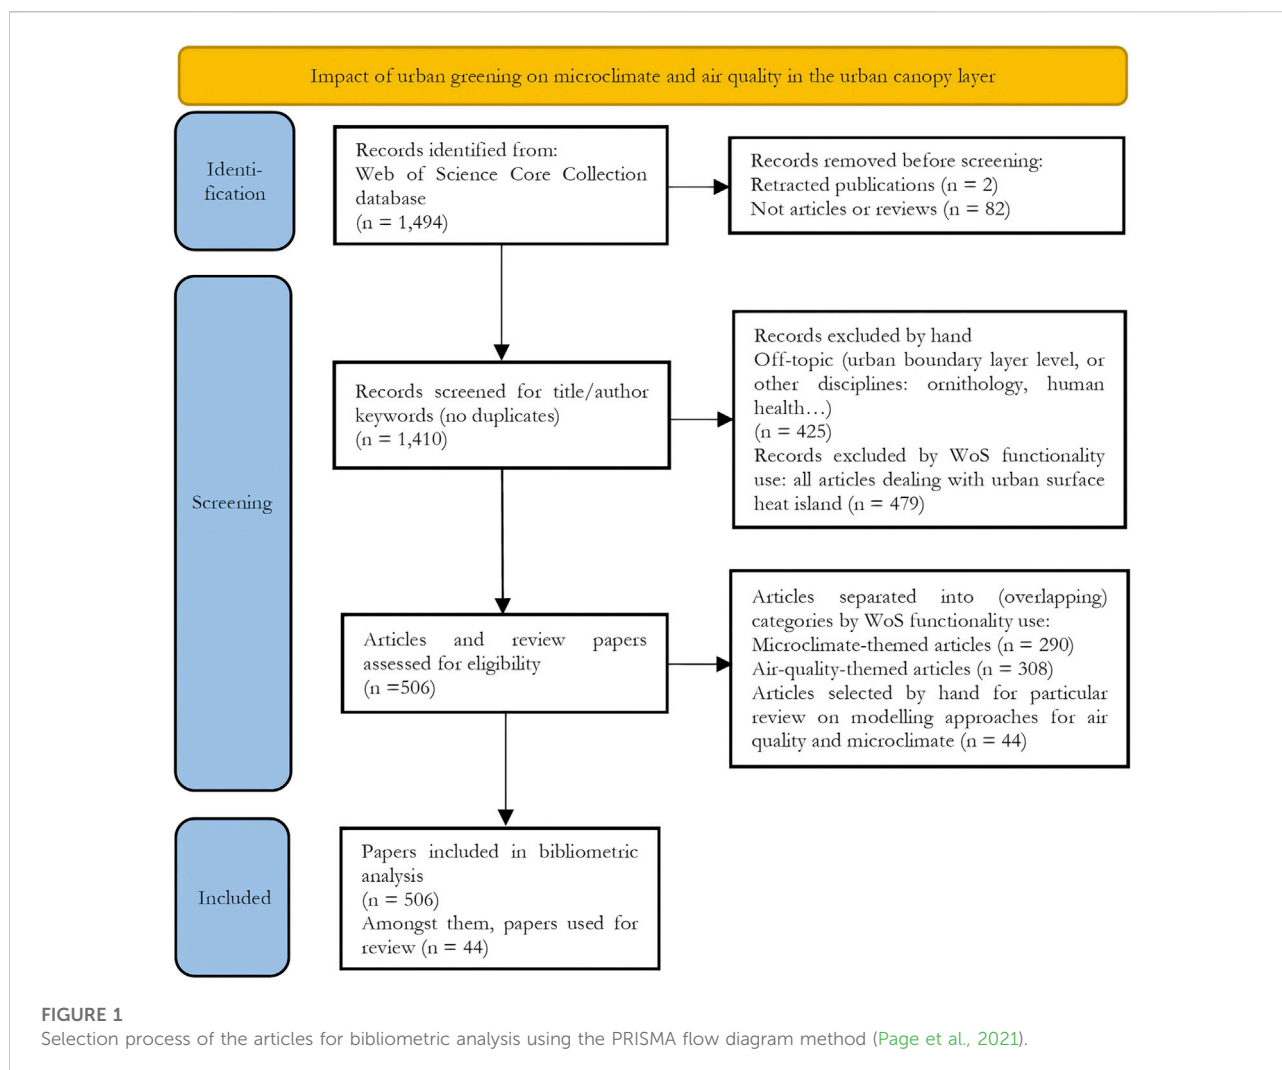 Impact of urban greening on microclimate and air quality in the urban canopy layer
Identi-
fication
Records identified from:
Web of Science Core Collection
database
(n = 1,494)
Records removed before screening:
Retracted publications (n = 2)
Not articles or reviews (n = 82)
Screening
Records screened for title/author
keywords (no duplicates)
(n = 1,410)
Records excluded by hand
Off-topic (urban boundary layer level, or
other disciplines: ornithology, human
health…)
(n = 425)
Records excluded by WoS functionality
use: all articles dealing with urban surface
heat island (n = 479)
Articles and review papers
assessed for eligibility
(n =506)
Articles separated into (overlapping)
categories by WoS functionality use:
Microclimate-themed articles (n = 290)
Air-quality-themed articles (n = 308)
Articles selected by hand for particular
review on modelling approaches for air
quality and microclimate (n = 44)
Included
Papers included in bibliometric
analysis
(n = 506)
Amongst them, papers used for
review (n = 44)
FIGURE 1
Selection process of the articles for bibliometric analysis using the PRISMA flow diagram method (Page et al., 2021).